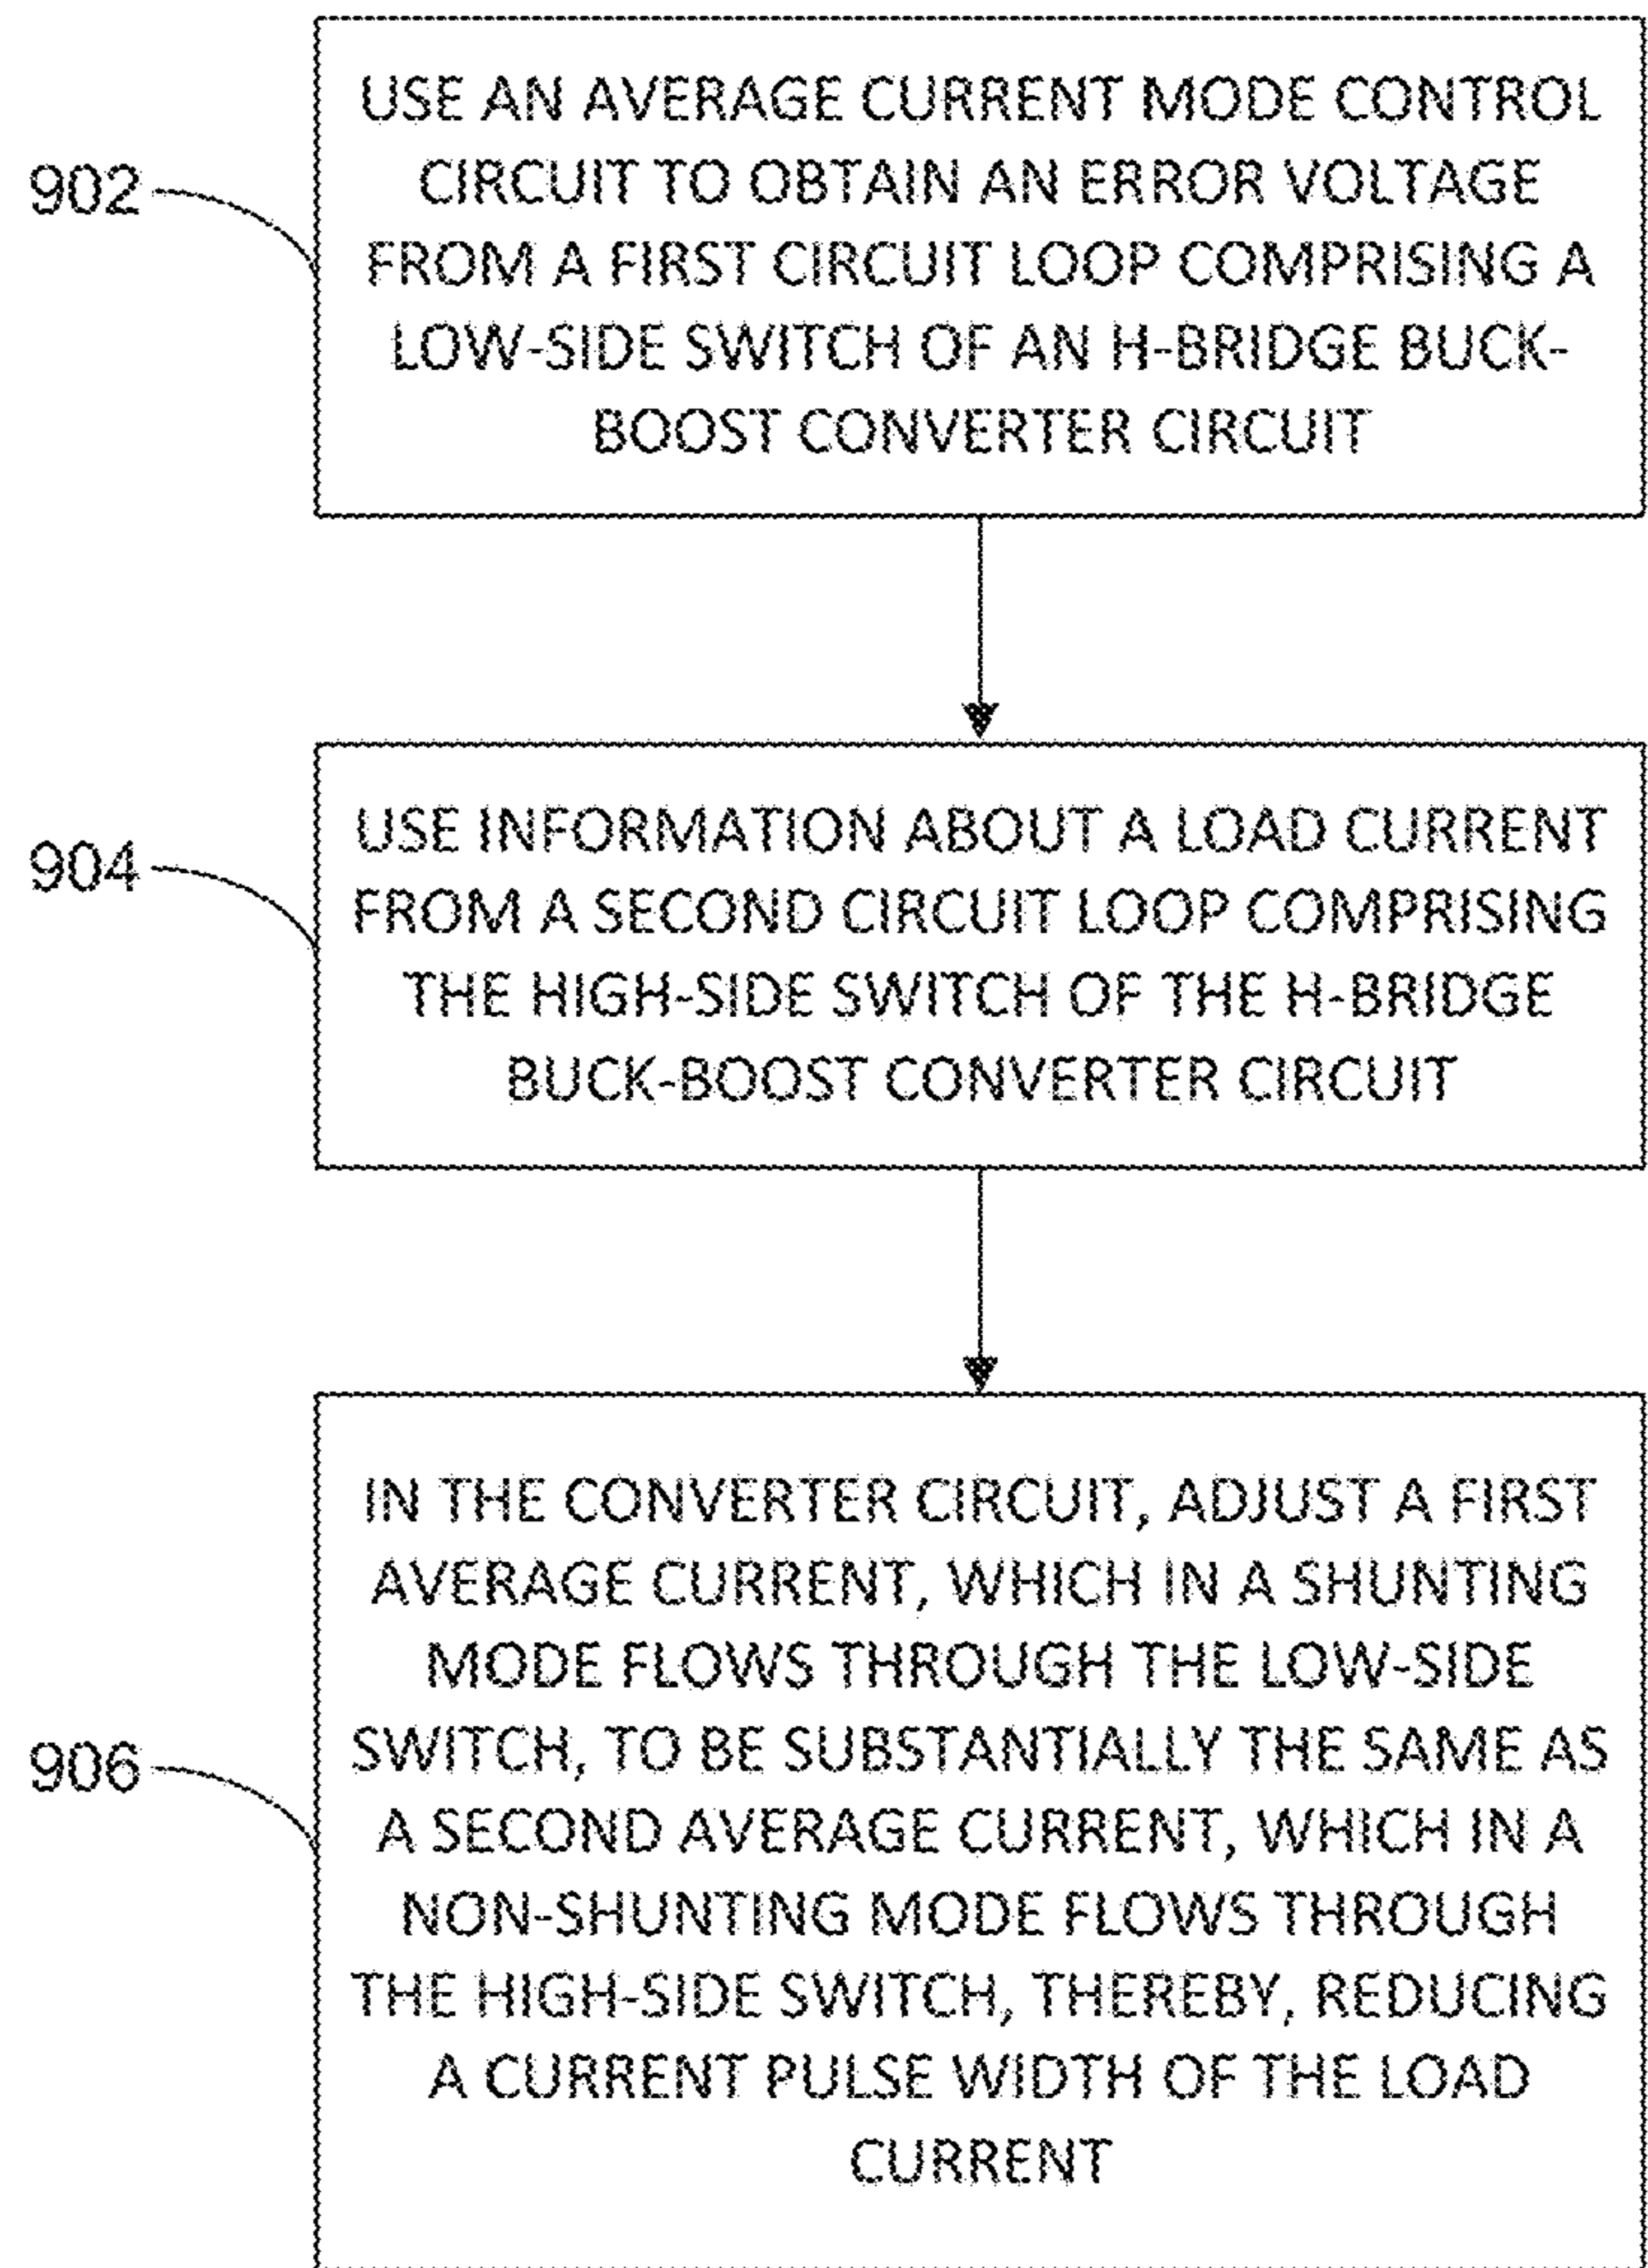 902
USE AN AVERAGE CURRENT MODE CONTROL
CIRCUIT TO OBTAIN AN ERROR VOLTAGE
FROM A FIRST CIRCUIT LOOP COMPRISING A
LOW-SIDE SWITCH OF AN H-BRIDGE BUCK-
BOOST CONVERTER CIRCUIT
904
USE INFORMATION ABOUT A LOAD CURRENT
FROM A SECOND CIRCUIT LOOP COMPRISING
THE HIGH-SIDE SWITCH OF THE H-BRIDGE
BUCK-BOOST CONVERTER CIRCUIT
906
IN THE CONVERTER CIRCUIT, ADJUST A FIRST
AVERAGE CURRENT, WHICH IN A SHUNTING
MODE FLOWS THROUGH THE LOW-SIDE
SWITCH, TO BE SUBSTANTIALLY THE SAME AS
A SECOND AVERAGE CURRENT, WHICH IN A
NON-SHUNTING MODE FLOWS THROUGH
THE HIGH-SIDE SWITCH, THEREBY, REDUCING
A CURRENT PULSE WIDTH OF THE LOAD
CURRENT